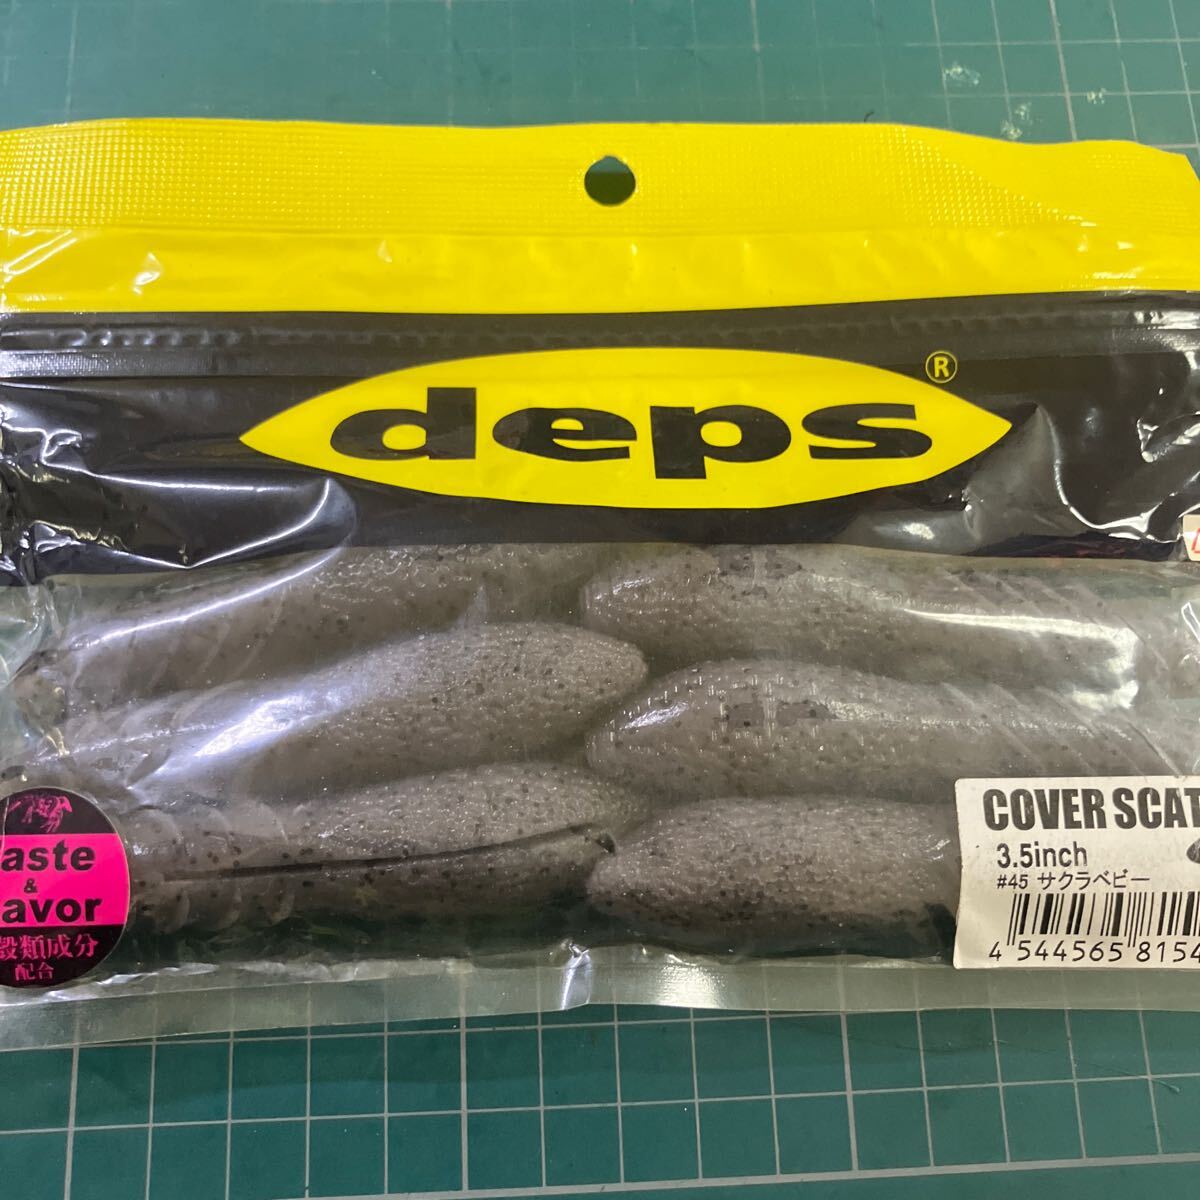 deps®
aste
&
avor
殻類成分
配合
COVER SCAT
3.5inch
#45 サクラベビー
4 544565 8154